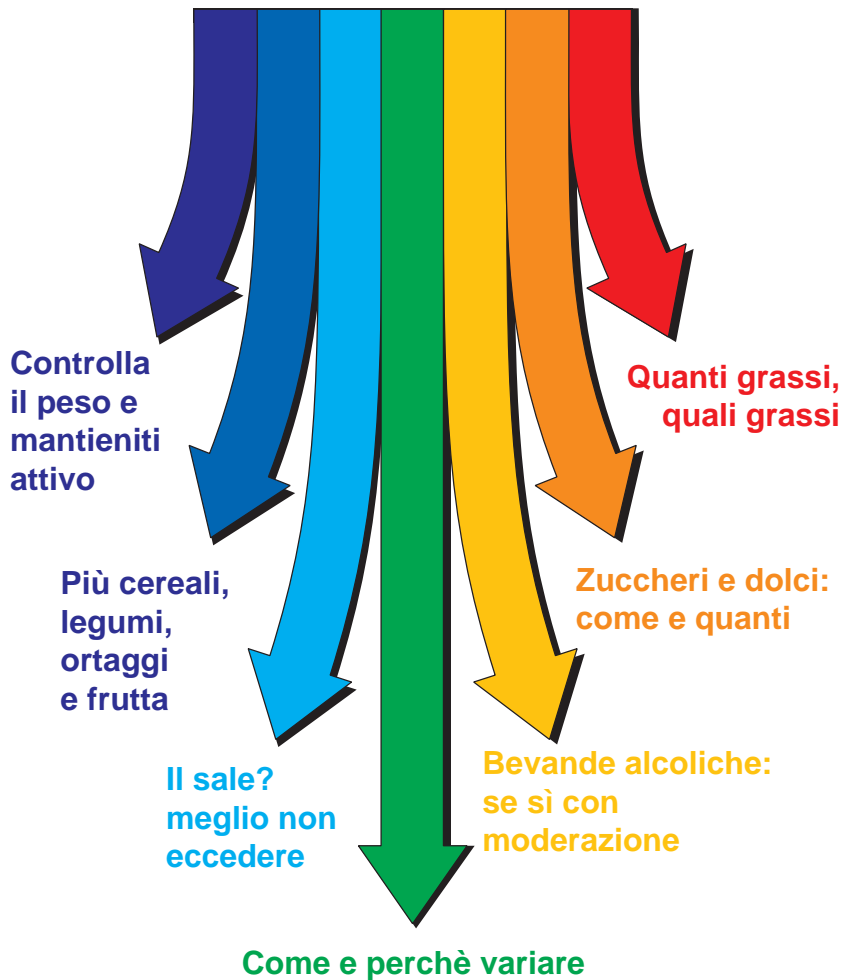 Controlla
il peso e
mantieniti
attivo
Quanti grassi,
quali grassi
Più cereali,
legumi,
ortaggi
e frutta
Zuccheri e dolci:
come e quanti
Il sale?
meglio non
eccedere
Bevande alcoliche:
se sì con
moderazione
Come e perchè variare